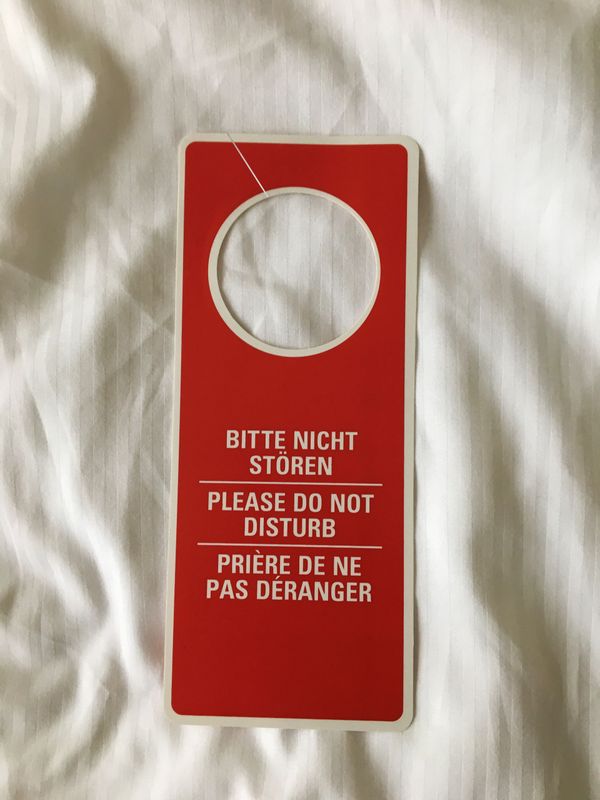 BITTE NICHT
STÖREN
PLEASE DO NOT
DISTURB
PRIÈRE DE NE
PAS DÉRANGER